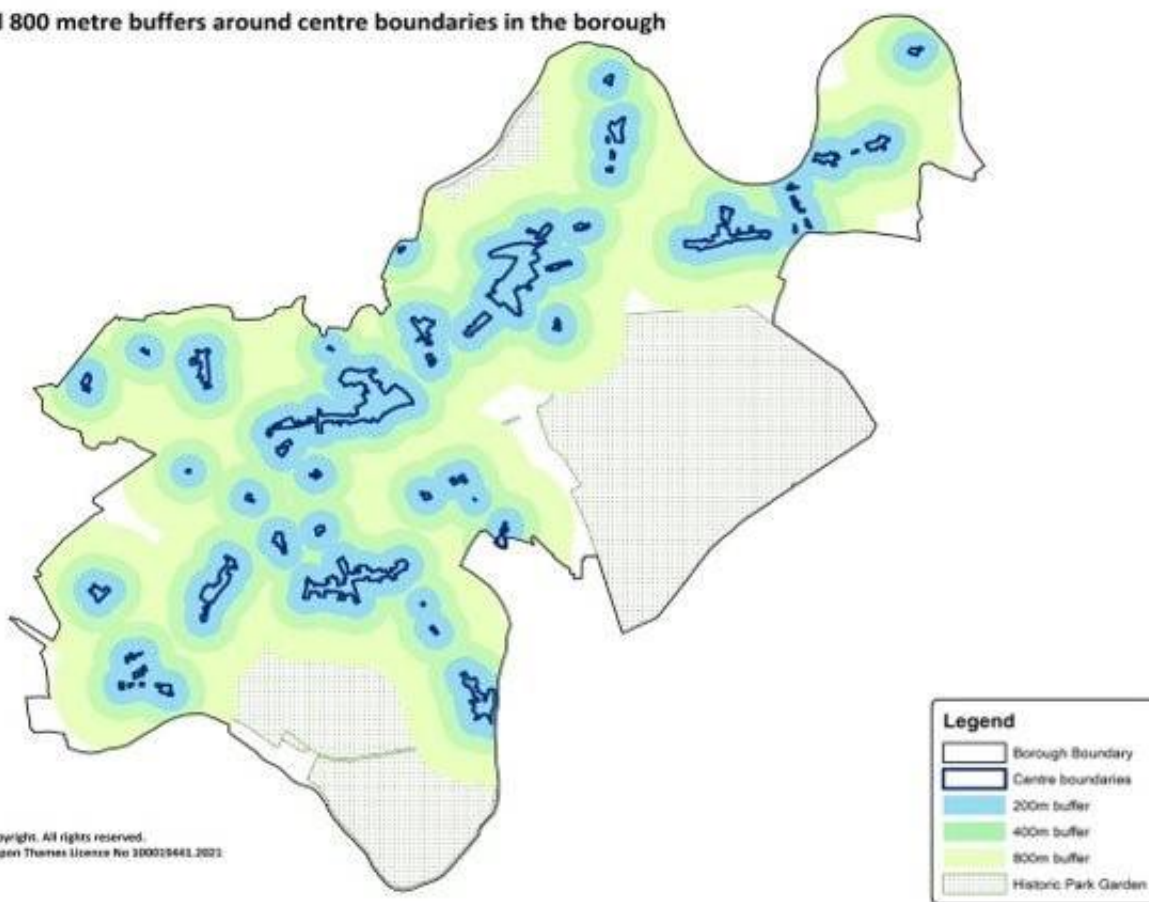 800 metre buffers around centre boundaries in the borough
Legend
Borough Boundary
Centre boundaries
200m buffer
400m buffer
800m buffer
Historic Park Garden
pyright. All rights reserved.
pon Thames Licence No 100019441.2021